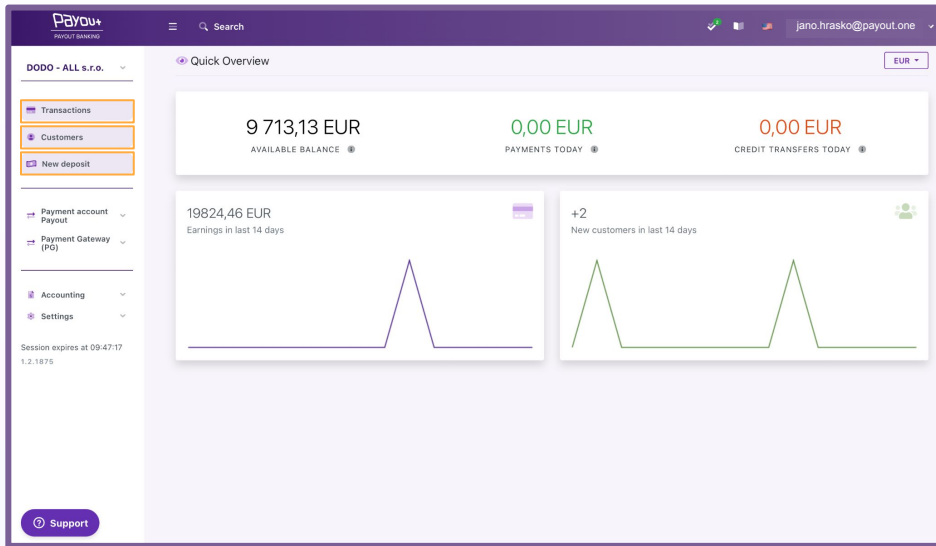 Payout
PAYOUT BANKING
Search
2
jano.hrasko@payout.one
DODO - ALL s.r.o.
Transactions
Customers
New deposit
Payment account
Payout
Payment Gateway
(PG)
Accounting
Settings
Session expires at 09:47:17
1.2.1875
Support
Quick Overview
EUR
9 713,13 EUR
AVAILABLE BALANCE
0,00 EUR
PAYMENTS TODAY
0,00 EUR
CREDIT TRANSFERS TODAY
19824,46 EUR
Earnings in last 14 days
+2
New customers in last 14 days